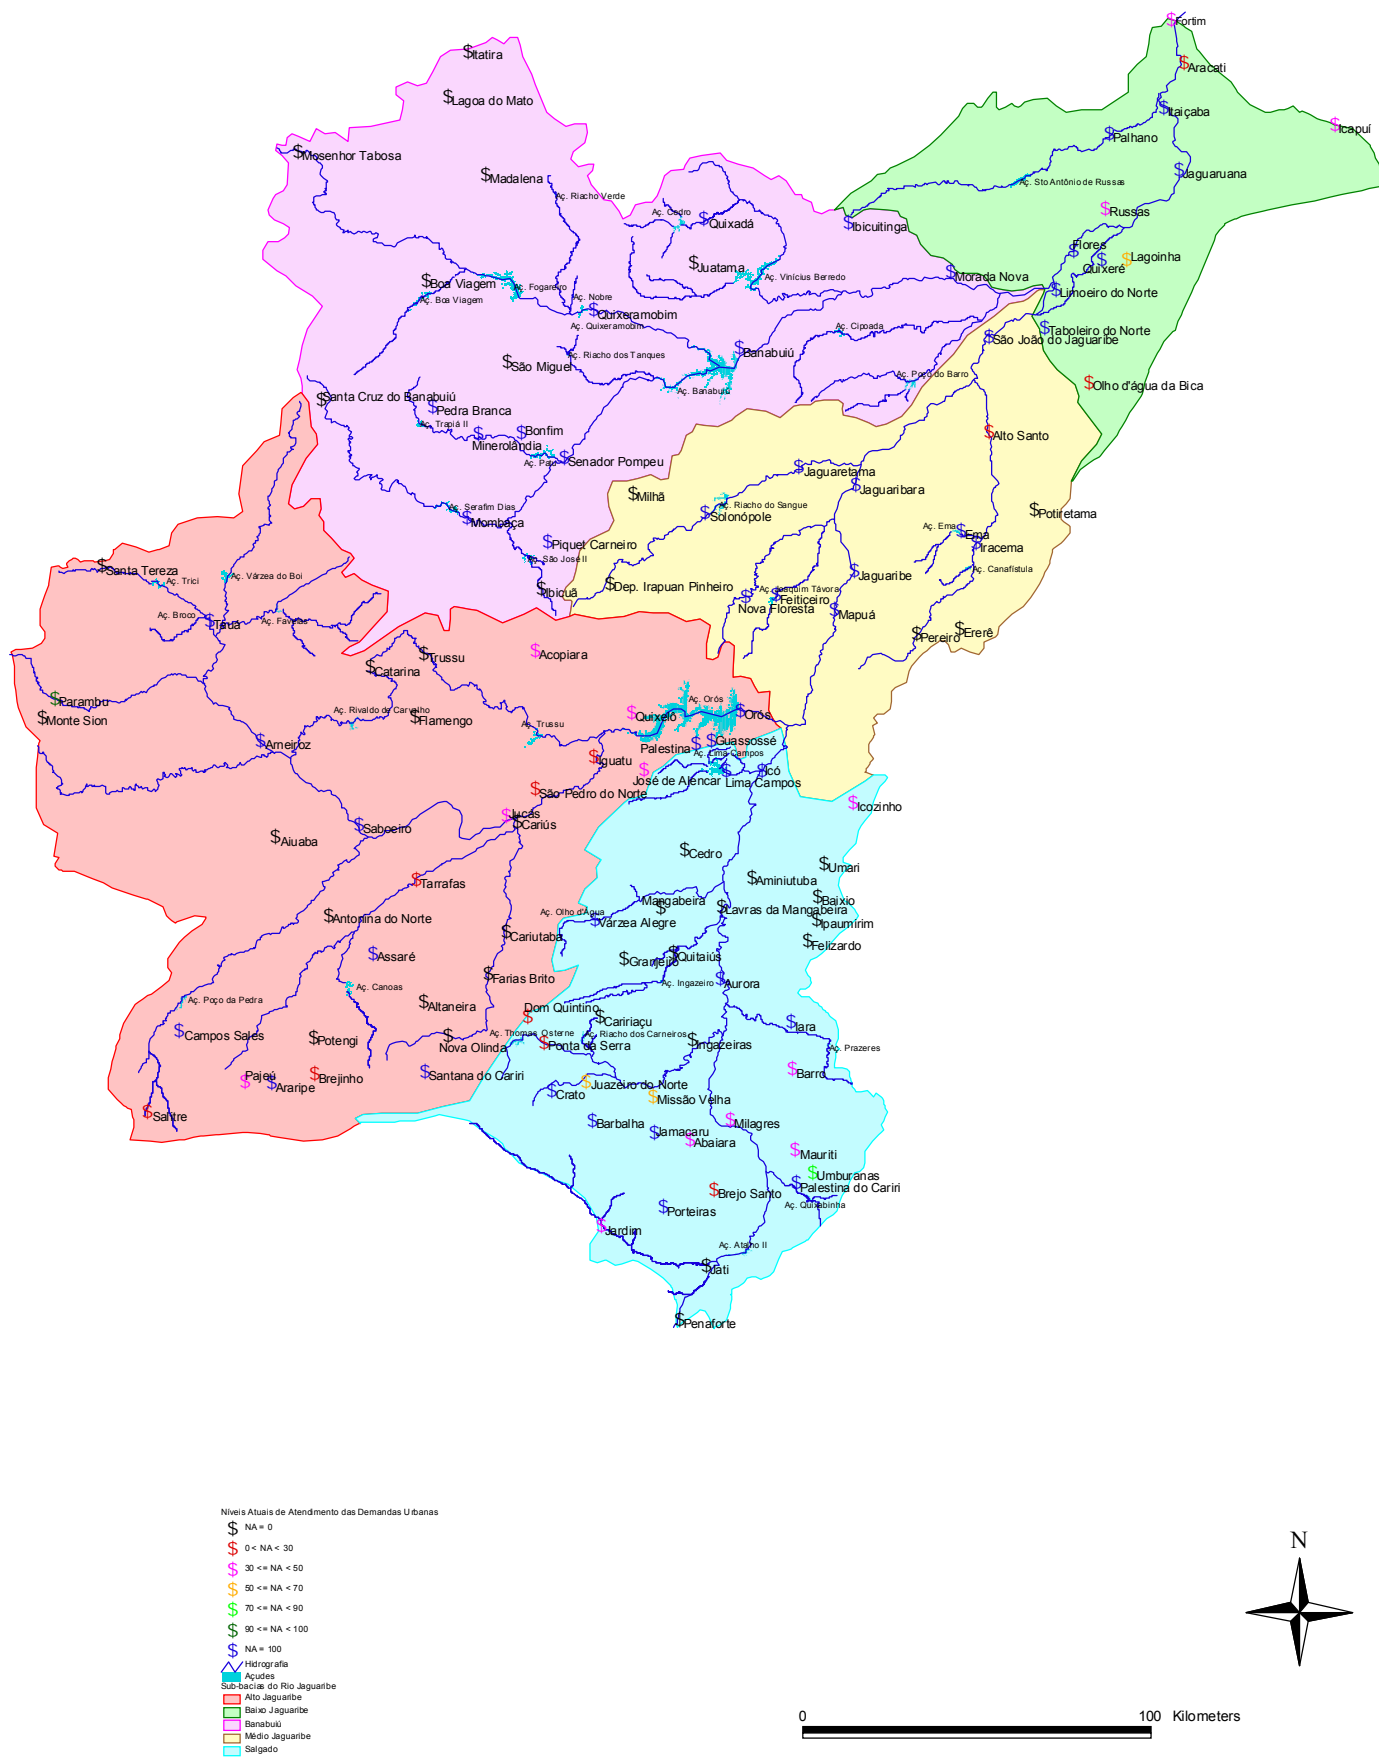 Fortim
Itatira
Aracati
Lagoa do Mato
Itaiçaba
Icapuí
Palhano
Mosenhor Tabosa
Madalena
Jaguaruana
Aç. Sto Antônio de Russas
Aç. Riacho Verde
Aç. Cedro
Russas
Quixadá
Ibicuitinga
Flores
Lagoinha
Juatama
Quixeré
Aç. Vinícius Berredo
Morada Nova
Boa Viagem
Aç. Fogareiro
Limoeiro do Norte
Aç. Boa Viagem
Aç. Nobre
Quixeramobim
Aç. Quixeramobim
Aç. Cipoada
Taboleiro do Norte
São João do Jaguaribe
Banabuiú
Aç. Riacho dos Tanques
São Miguel
Aç. Poço do Barro
Olho d'água da Bica
Aç. Banabuiú
Santa Cruz do Banabuiú
Pedra Branca
Aç. Trapiá II
Bonfim
Alto Santo
Minerolândia
Aç. Patu
Senador Pompeu
Jaguaretama
Jaguaribara
Milhã
Aç. Riacho do Sangue
Aç. Serafim Dias
Potiretama
Solonópole
Mombaça
Aç. Ema
Ema
Piquet Carneiro
Iracema
Aç. São Jose II
Santa Tereza
Aç. Canafístula
Aç. Trici
Aç. Várzea do Boi
Jaguaribe
Dep. Irapuan Pinheiro
Aç. Joaquim Távora
Ibicuã
Feiticeiro
Nova Floresta
Aç. Broco
Mapuá
Tauá
Aç. Favelas
Ererê
Pereiro
Trussu
Acopiara
Catarina
Parambu
Aç. Orós
Aç. Rivaldo de Carvalho
Monte Sion
Flamengo
Quixelô
Orós
Aç. Trussu
Ameiroz
Guassossé
Palestina
Aç. Lima Campos
Iguatu
Icó
José de Alencar
Lima Campos
São Pedro do Norte
Icozinho
Jucás
Cariús
Saboeiro
Aiuaba
Cedro
Umari
Aminiutuba
Tarrafas
Mangabeira
Baixio
Lavras da Mangabeira
Aç. Olho d'Água
Antonina do Norte
Várzea Alegre
Ipaumirim
Cariutaba
Felizardo
Assaré
Quitaiús
Granjeiro
Farias Brito
Aç. Ingazeiro
Aurora
Aç. Canoas
Aç. Poço da Pedra
Altaneira
Dom Quintino
Caririaçu
Iara
Campos Sales
Aç. Thomas Osterne
Aç. Riacho dos Carneiros
Potengi
Nova Olinda
Ponta da Serra
Ingazeiras
Aç. Prazeres
Santana do Cariri
Barro
Pajeú
Brejinho
Araripe
Juazeiro do Norte
Crato
Missão Velha
Salitre
Barbalha
Milagres
Jamacaru
Abaiara
Mauriti
Umburanas
Palestina do Cariri
Brejo Santo
Aç. Quixabinha
Porteiras
Jardim
Aç. Atalho II
Jati
Penaforte
Níveis Atuais de Atendimento das Demandas Urbanas
$ NA = 0
$ 0 < NA < 30
$ 30 <= NA < 50
$ 50 <= NA < 70
$ 70 <= NA < 90
$ 90 <= NA < 100
$ NA = 100
Hidrografia
Açudes
Sub-bacias do Rio Jaguaribe
Alto Jaguaribe
Baixo Jaguaribe
Banabuiú
Médio Jaguaribe
Salgado
N
0 100 Kilometers